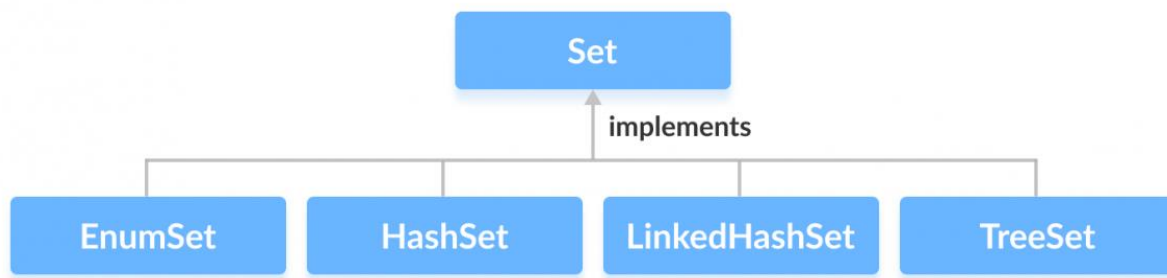 Set
implements
EnumSet
HashSet
LinkedHashSet
TreeSet